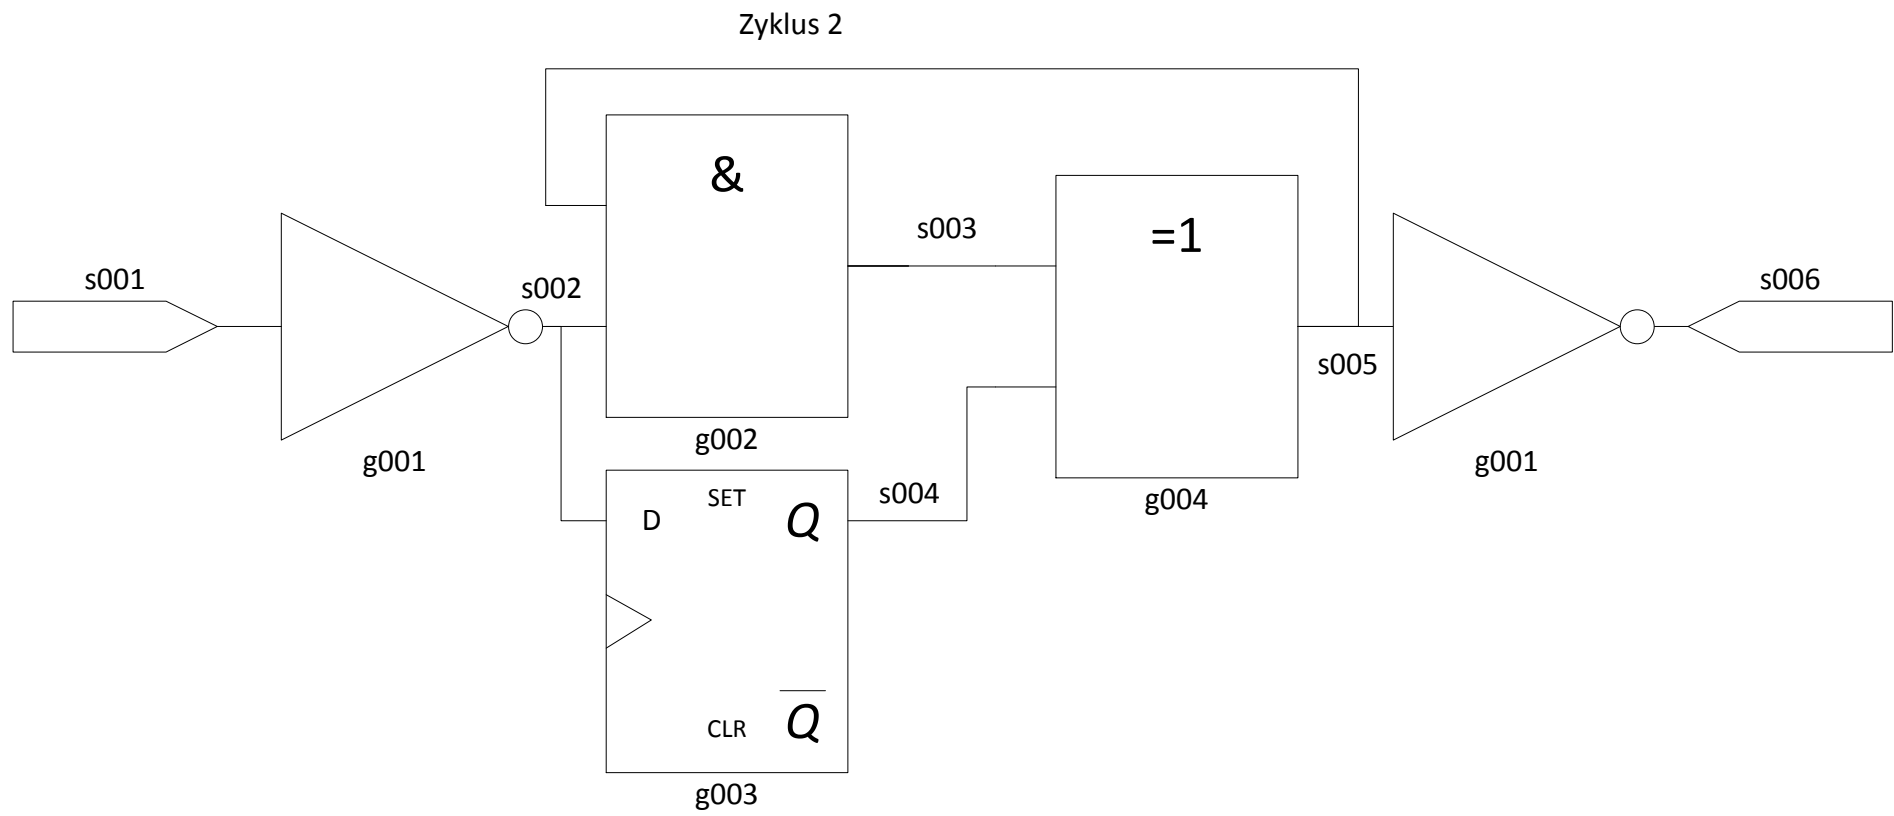 Zyklus 2
&
=1
s001
s002
s003
s004
s005
s006
g001
g002
g004
g001
D
SET
Q
CLR
Q
g003